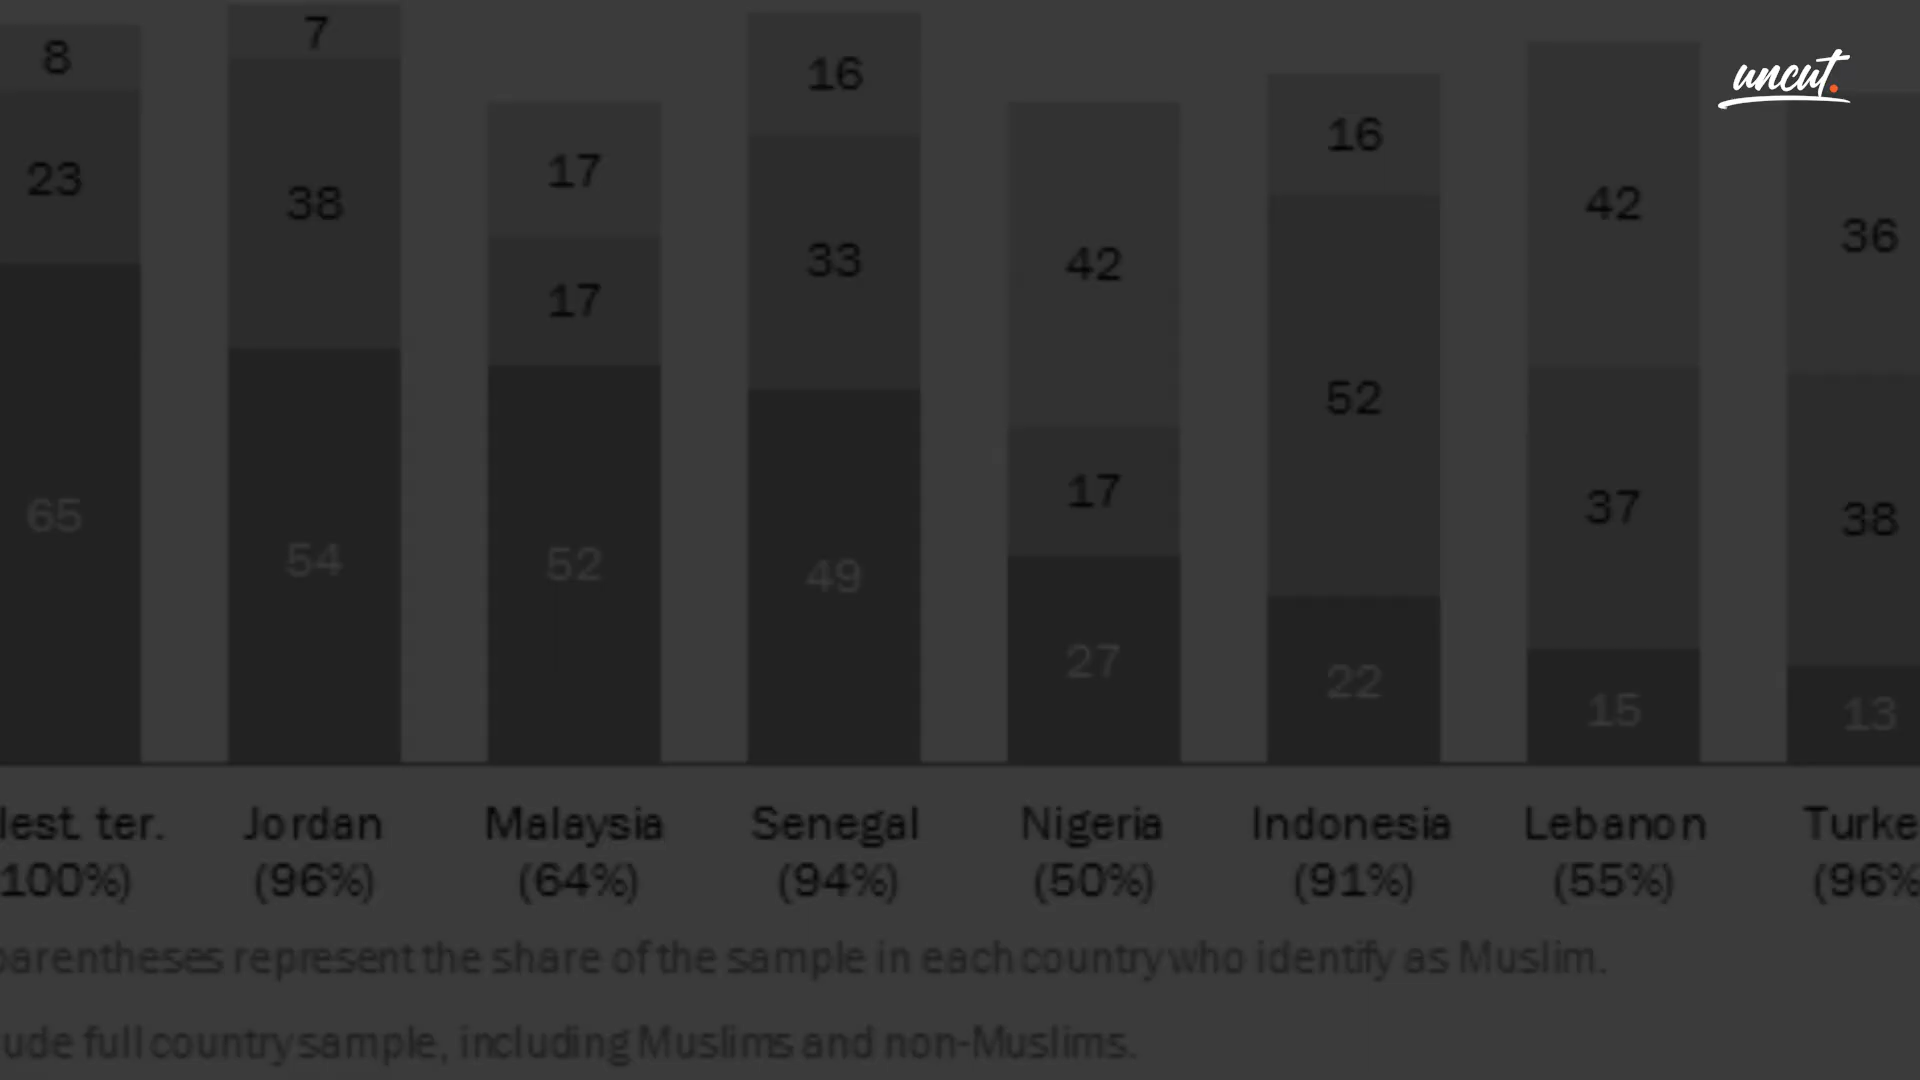 uncut.
8 7 16 16
23 38 17 33 42 52 42 36
17 17 37 38
65 54 52 49 27 22 15 13
lest. ter. Jordan Malaysia Senegal Nigeria Indonesia Lebanon Turke
100%) (96%) (64%) (94%) (50%) (91%) (55%) (96%
parentheses represent the share of the sample in each country who identify as Muslim.
ude full country sample, including Muslims and non-Muslims.